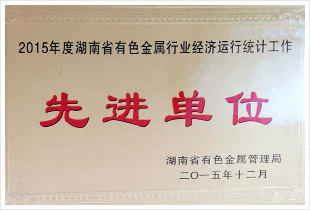 2015年度湖南省有色金属行业经济运行统计工作
先进单位
湖南省有色金属管理局
二〇一五年十二月